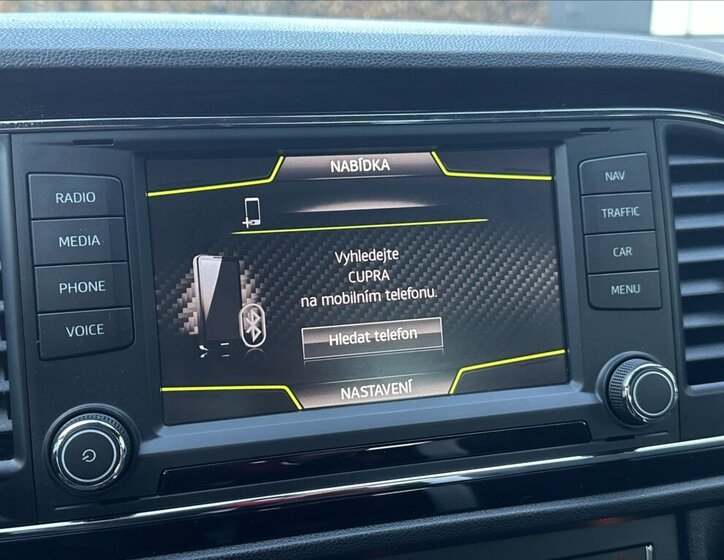 RADIO
MEDIA
PHONE
VOICE
NABÍDKA
Vyhledejte
CUPRA
na mobilním telefonu.
Hledat telefon
NASTAVENÍ
NAV
TRAFFIC
CAR
MENU